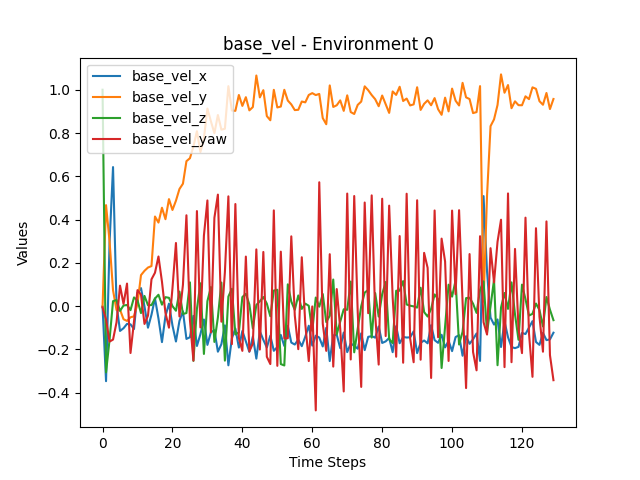 base_vel - Environment 0
base_vel_x
base_vel_y
base_vel_z
base_vel_yaw
1.0
0.8
0.6
0.4
0.2
0.0
−0.2
−0.4
Values
0 20 40 60 80 100 120
Time Steps